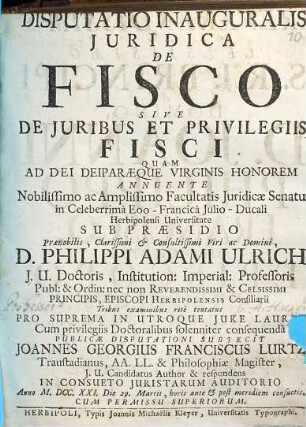 DISPUTATIO INAUGURALIS
JURIDICA
DE
FISCO
SIVE
DE JURIBUS ET PRIVILEGIIS
FISCI
QUAM
AD DEI DEIPARÆQUE VIRGINIS HONOREM
ANNUENTE
Nobilissimo ac Amplissimo Facultatis Juridicæ Senatu
in Celeberrimâ Eoo-Francicâ Julio-Ducali
Herbipolensi Universitate
SUB PRÆSIDIO
Prænobilis, Clarissimi & Consultissimi Viri ac Domini,
D. PHILIPPI ADAMI ULRICH
J. U. Doctoris, Institution: Imperial: Professoris
Publ: & Ordin: nec non REVERENDISSIMI & CELSISSIMI
PRINCIPIS, EPISCOPI HERBIPOLENSIS Consiliarii
Tribus examinibus ritè tentatus
PRO SUPREMA IN UTROQUE JURE LAUREA
Cum privilegiis Doctoralibus solenniter consequendâ
PUBLICÆ DISPUTATIONI SUBJECIT
JOANNES GEORGIUS FRANCISCUS LURTZ,
Traustadianus, AA. LL. & Philosophiæ Magister,
J. U. Candidatus Author & respondens
IN CONSUETO JURISTARUM AUDITORIO
Anno M. DCC. XXI. Die 29. Martii, horis ante & post meridiem consuetis.
CUM PERMISSU SUPERIORUM.
HERBIPOLI, Typis Joannis Michaëlis Kleyer, Universitatis Typographi.